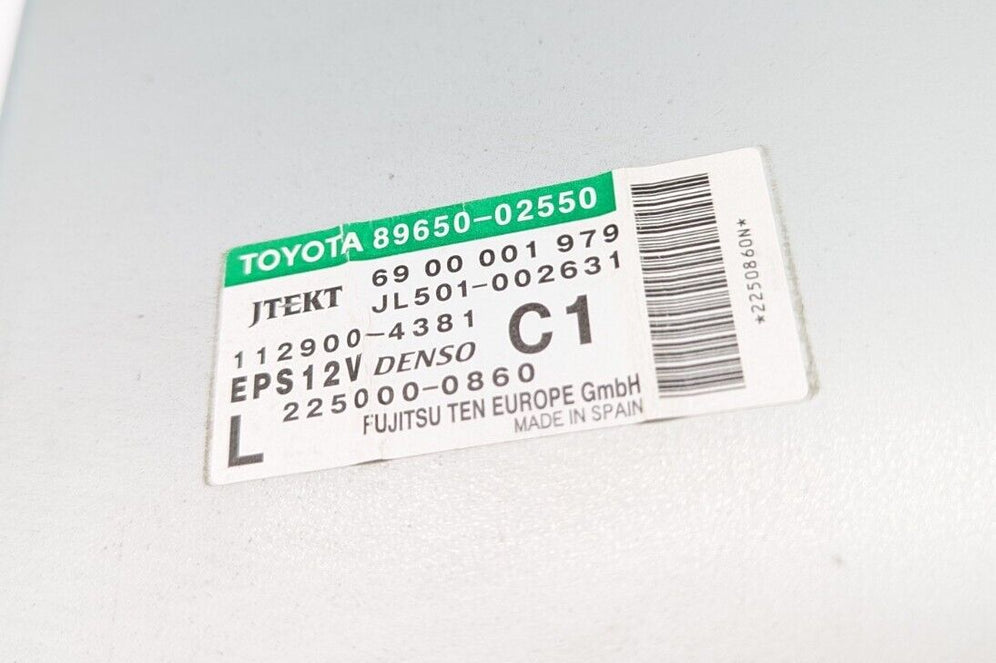 TOYOTA 89650-02550
JTEKT
69 00 001 979
JL501-002631
112900-4381
C1
EPS12V DENSO
225000-0860
L
FUJITSU TEN EUROPE GmbH
MADE IN SPAIN
*2250860N*